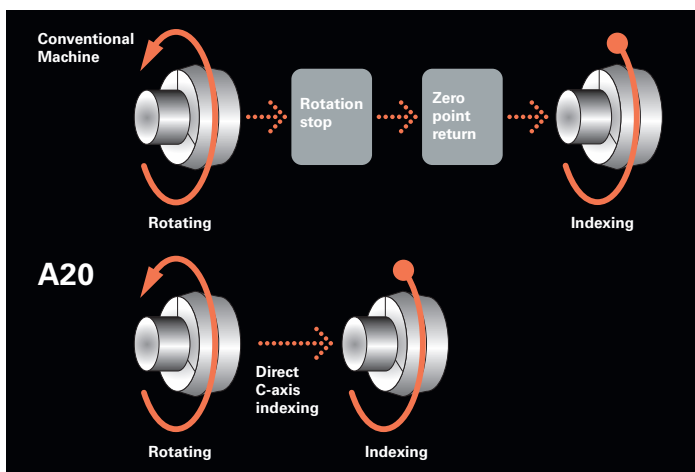 Conventional
Machine
Rotation
stop
Zero
point
return
Rotating
Indexing
A20
Direct
C-axis
indexing
Rotating
Indexing